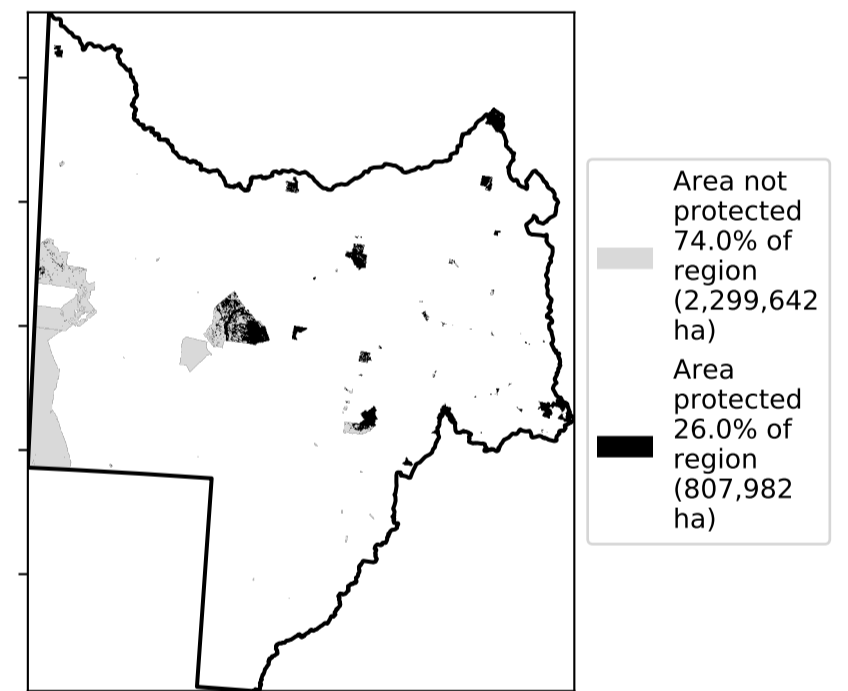 Area not
protected
74.0% of
region
(2,299,642
ha)
Area
protected
26.0% of
region
(807,982
ha)